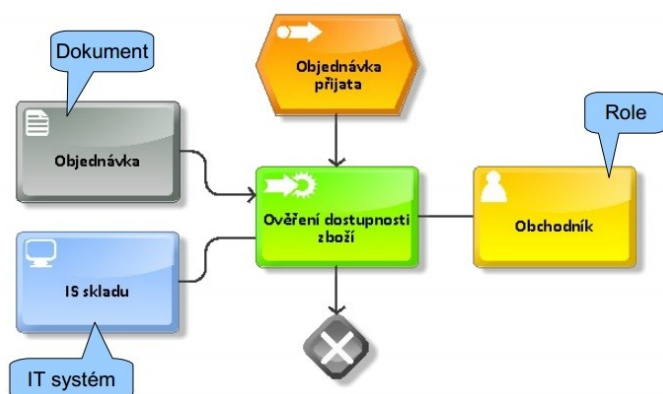 Dokument
Objednávka
přijata
Role
Objednávka
Ověření dostupnosti
zboží
Obchodník
IS skladu
IT systém